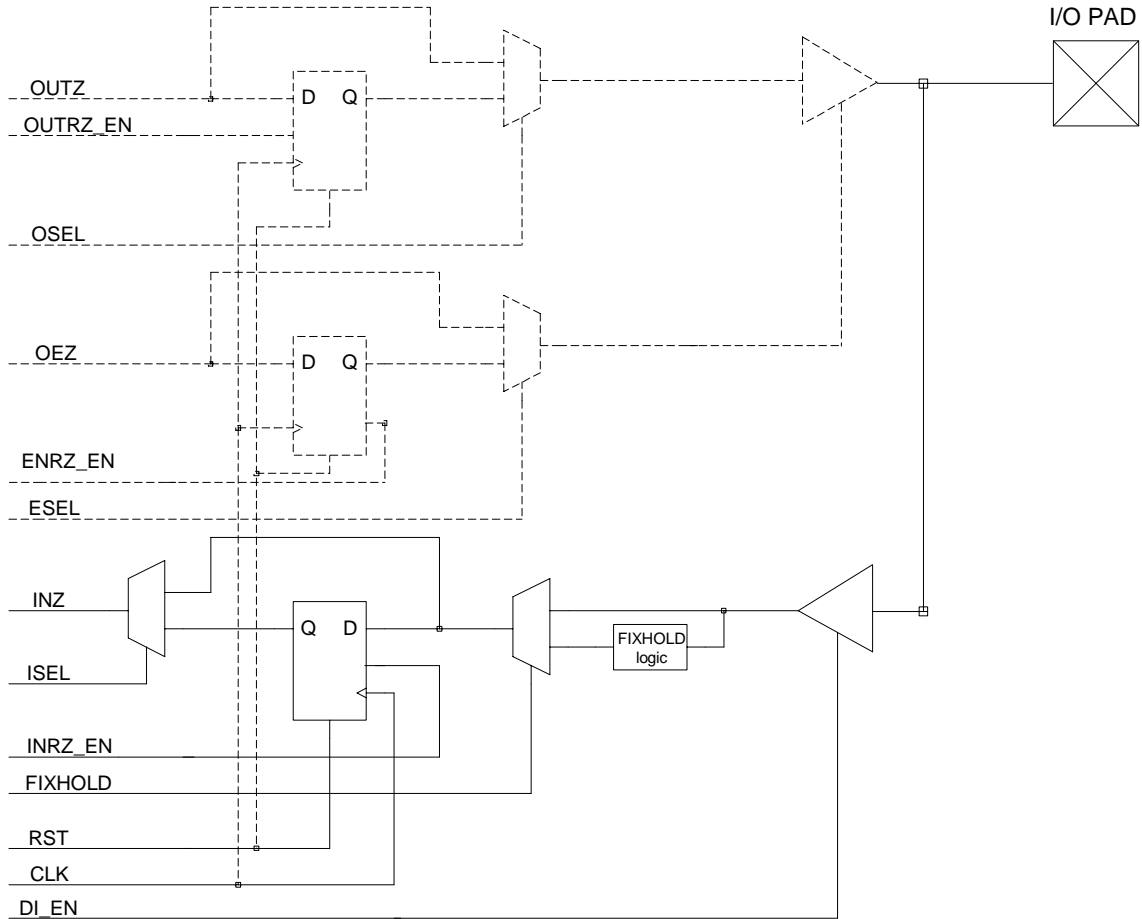 I/O PAD
OUTZ
D Q
OUTRZ_EN
OSEL
OEZ
D Q
ENRZ_EN
ESEL
INZ
Q D
FIXHOLD
logic
ISEL
INRZ_EN
FIXHOLD
RST
CLK
DI_EN